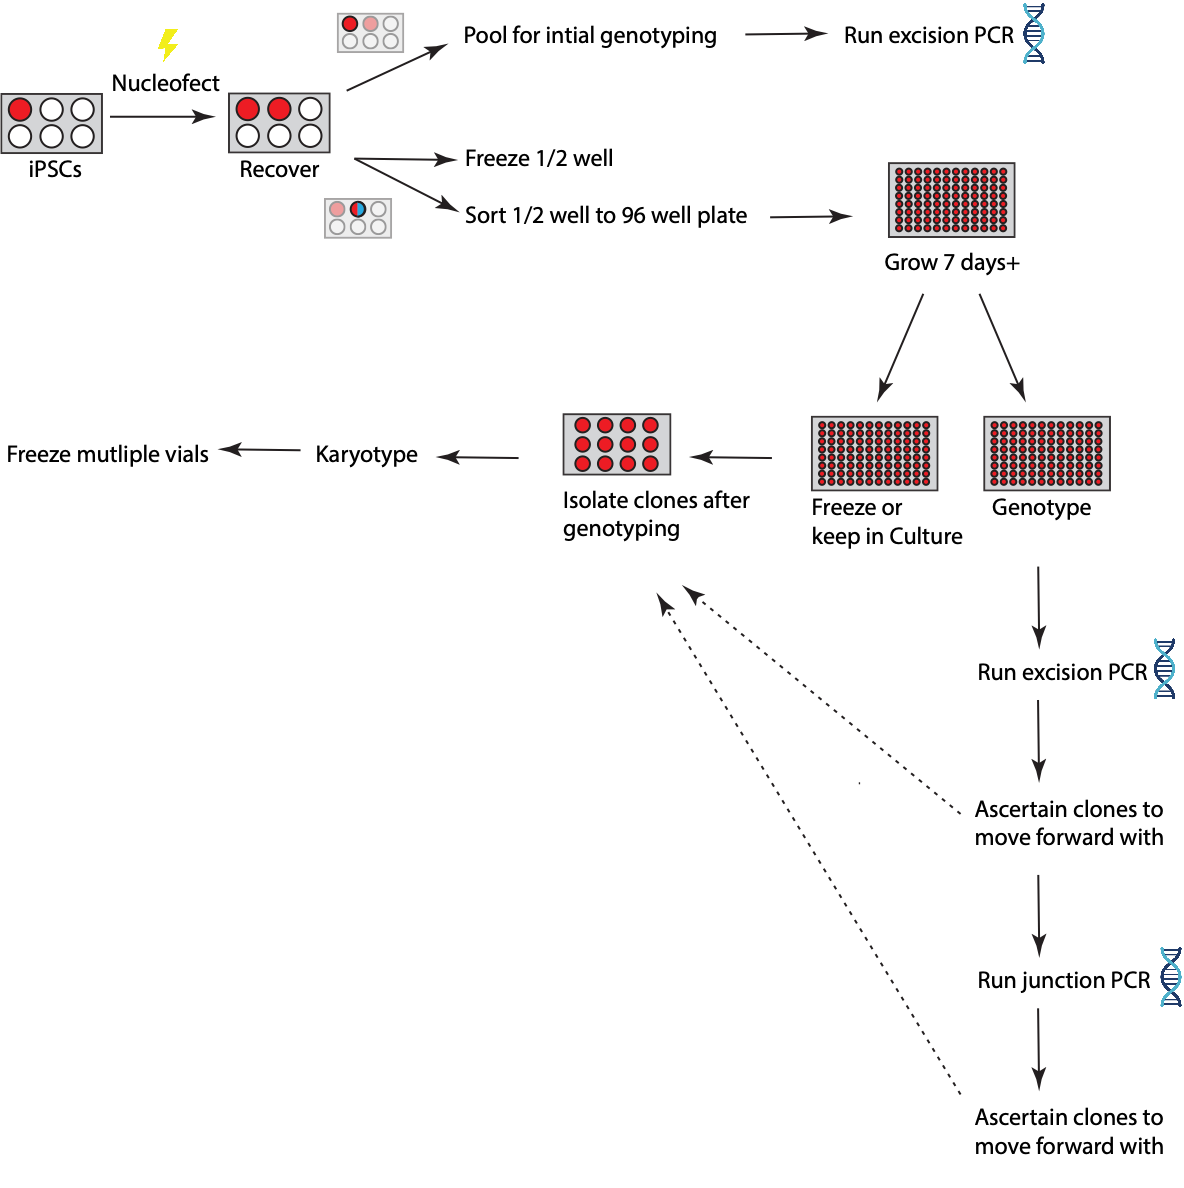 Pool for intial genotyping
Run excision PCR
Nucleofect
iPSCs
Recover
Freeze 1/2 well
Sort 1/2 well to 96 well plate
Grow 7 days+
Freeze mutliple vials
Karyotype
Isolate clones after
genotyping
Freeze or
keep in Culture
Genotype
Run excision PCR
Ascertain clones to
move forward with
Run junction PCR
Ascertain clones to
move forward with